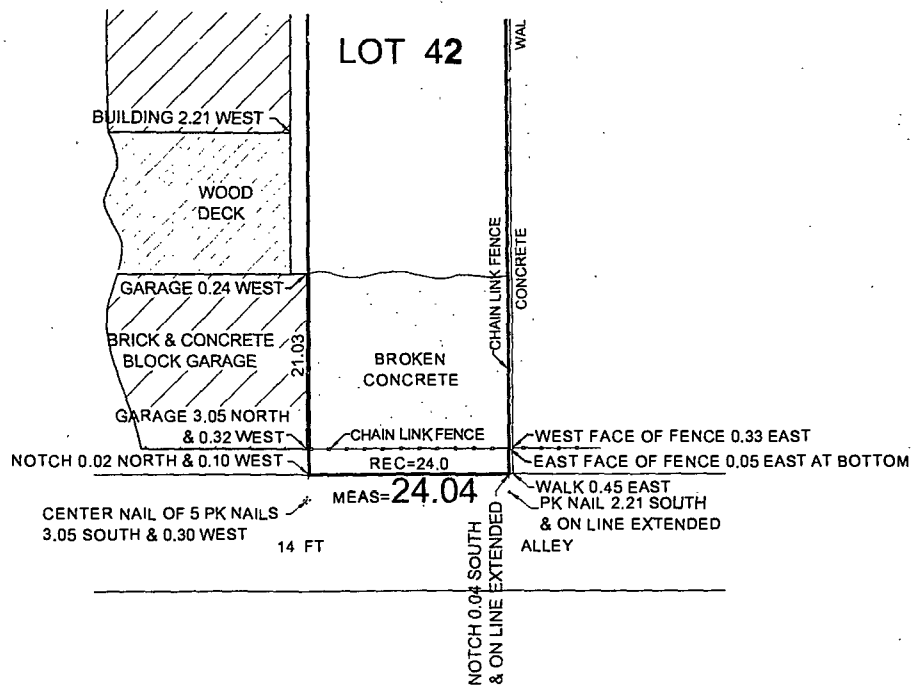 WAL
LOT 42
BUILDING 2.21 WEST
WOOD
DECK
CHAIN LINK FENCE
CONCRETE
GARAGE 0.24 WEST
BRICK & CONCRETE
BLOCK GARAGE
21.03
BROKEN
CONCRETE
GARAGE 3.05 NORTH
& 0.32 WEST
CHAIN LINK FENCE
WEST FACE OF FENCE 0.33 EAST
NOTCH 0.02 NORTH & 0.10 WEST
REC=24.0
EAST FACE OF FENCE 0.05 EAST AT BOTTOM
MEAS=24.04
WALK 0.45 EAST
PK NAIL 2.21 SOUTH
& ON LINE EXTENDED
CENTER NAIL OF 5 PK NAILS
3.05 SOUTH & 0.30 WEST
14 FT
ALLEY
NOTCH 0.04 SOUTH
& ON LINE EXTENDED